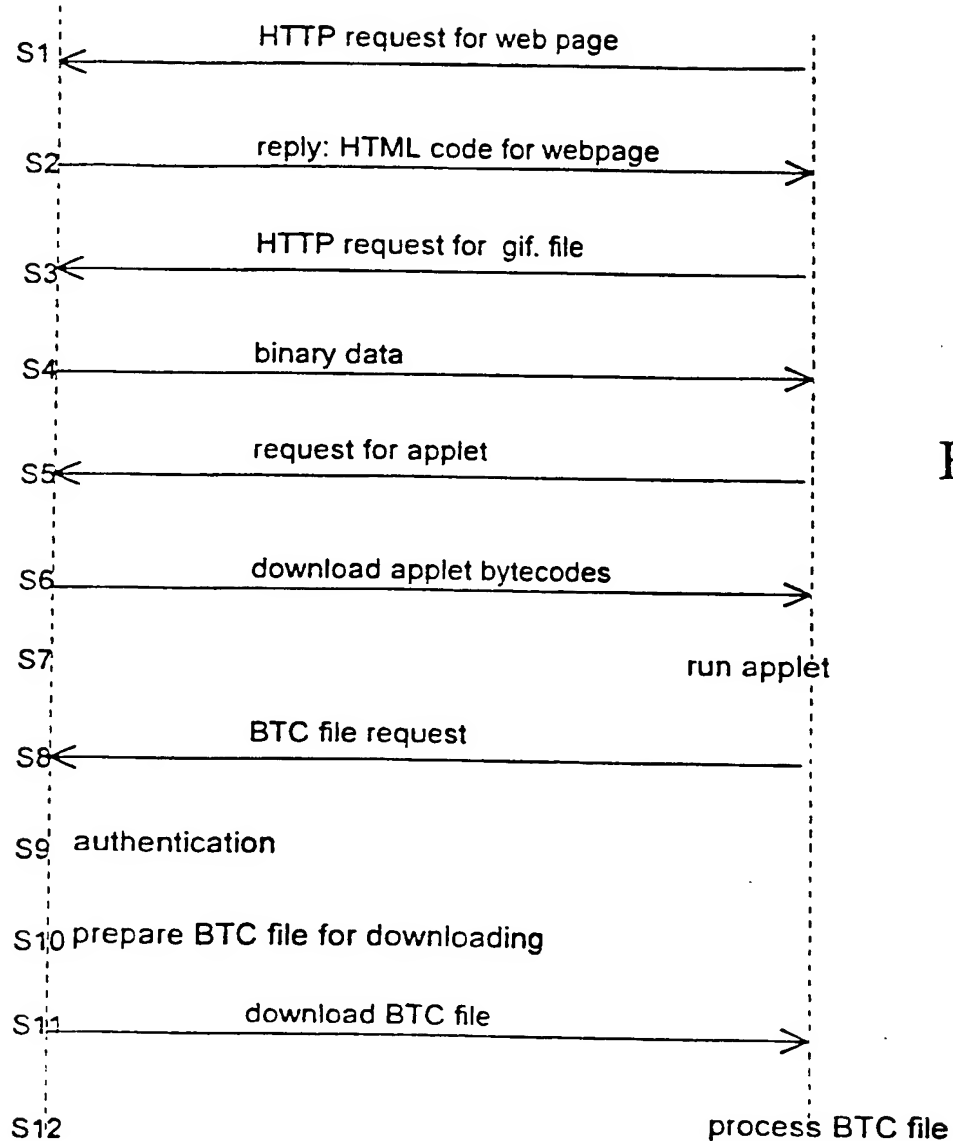 S1 HTTP request for web page
S2 reply: HTML code for webpage
S3 HTTP request for gif. file
S4 binary data
S5 request for applet
S6 download applet bytecodes
S7 run applet
S8 BTC file request
S9 authentication
S10 prepare BTC file for downloading
S11 download BTC file
S12 process BTC file